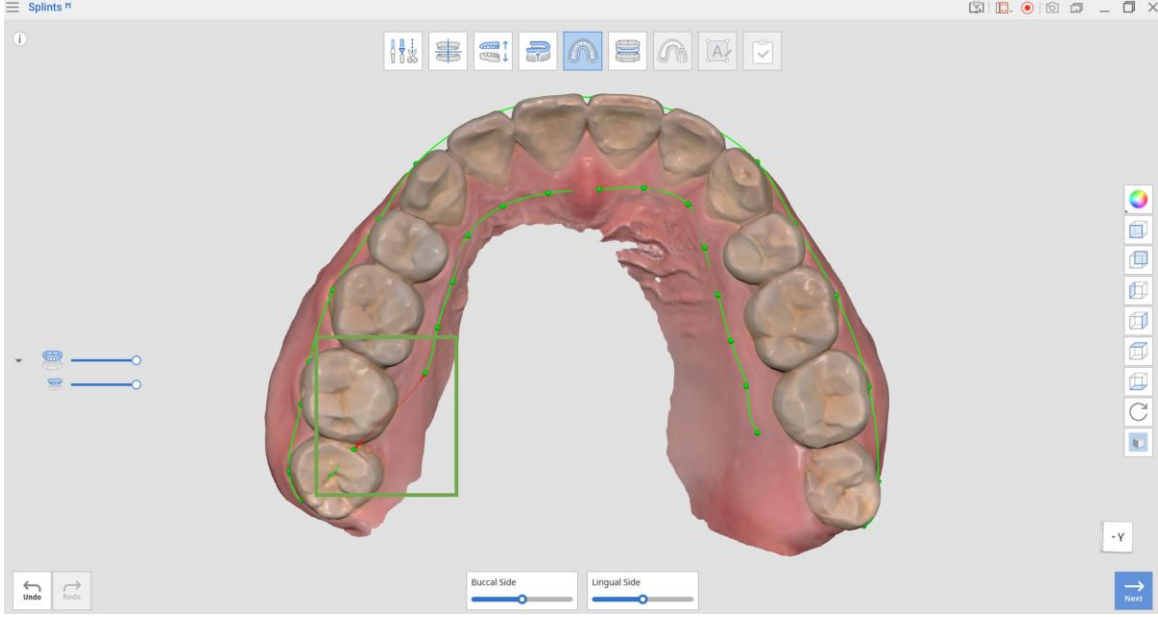 Splints
A
Buccal Side
Lingual Side
-Y
Undo
Redo
Next